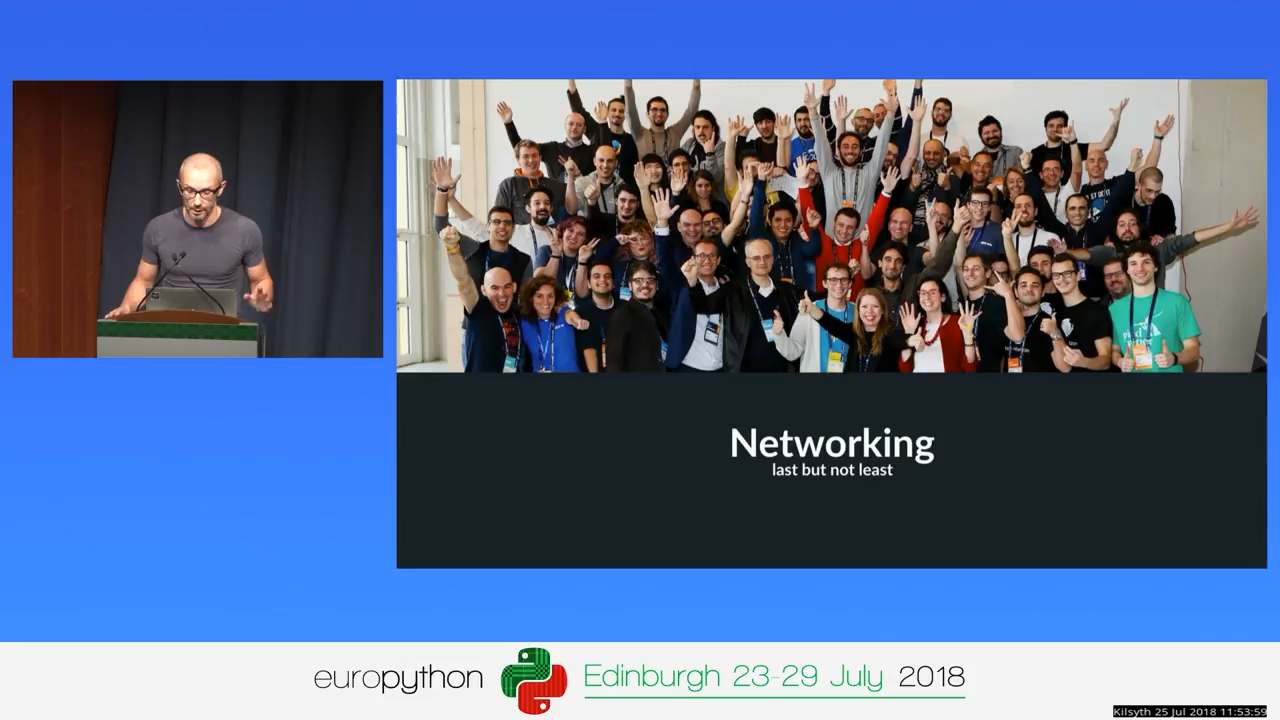 Networking
last but not least
europython
Edinburgh 23-29 July 2018
Kilsyth 25 Jul 2018 11:53:59